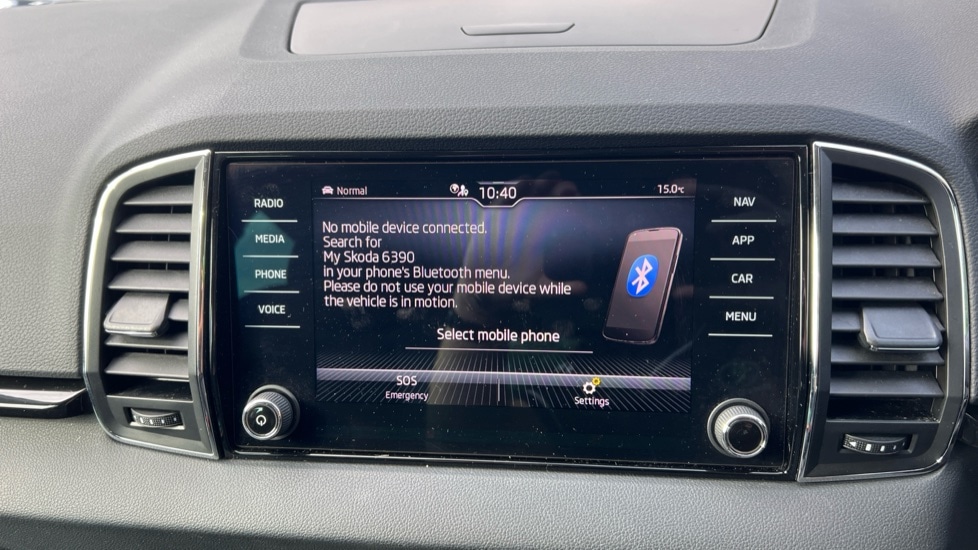 RADIO
MEDIA
PHONE
VOICE
Normal
10:40
15.0°C
No mobile device connected.
Search for
My Skoda 6390
in your phone's Bluetooth menu.
Please do not use your mobile device while
the vehicle is in motion.
Select mobile phone
SOS
Emergency
Settings
NAV
APP
CAR
MENU